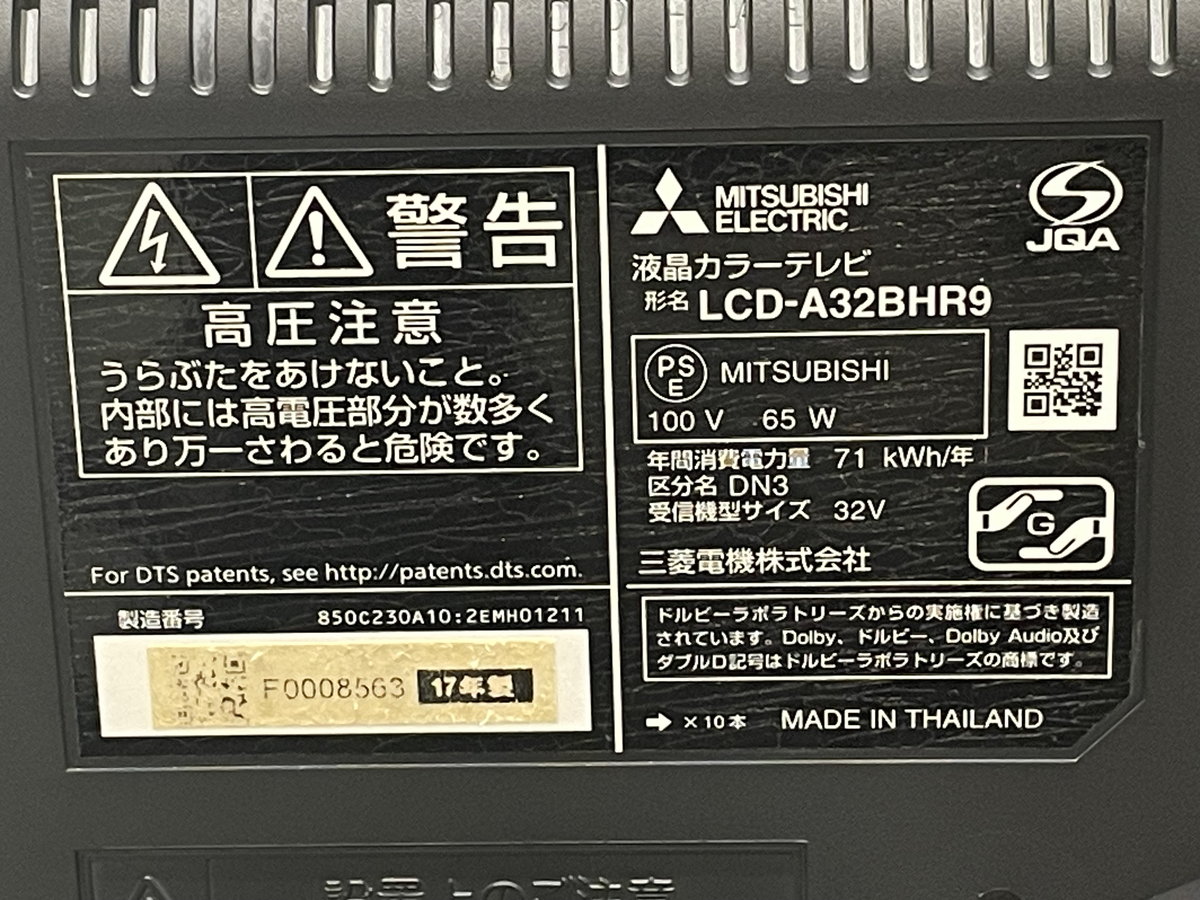 警告
高圧注意
うらぶたをあけないこと。
内部には高電圧部分が数多く
あり万一さわると危険です。
For DTS patents, see http://patents.dts.com.
製造番号 850C230A10:2EMH01211
F0008563 17年製
MITSUBISHI
ELECTRIC
JQA
液晶カラーテレビ
形名 LCD-A32BHR9
PS
E
MITSUBISHI
100 V 65 W
年間消費電力量 71 kWh/年
区分名 DN3
受信機型サイズ 32V
G
三菱電機株式会社
ドルビーラボラトリーズからの実施権に基づき製造
されています。Dolby、ドルビー、Dolby Audio及び
ダブルD記号はドルビーラボラトリーズの商標です。
➡ ×10本 MADE IN THAILAND
設置上のご注意